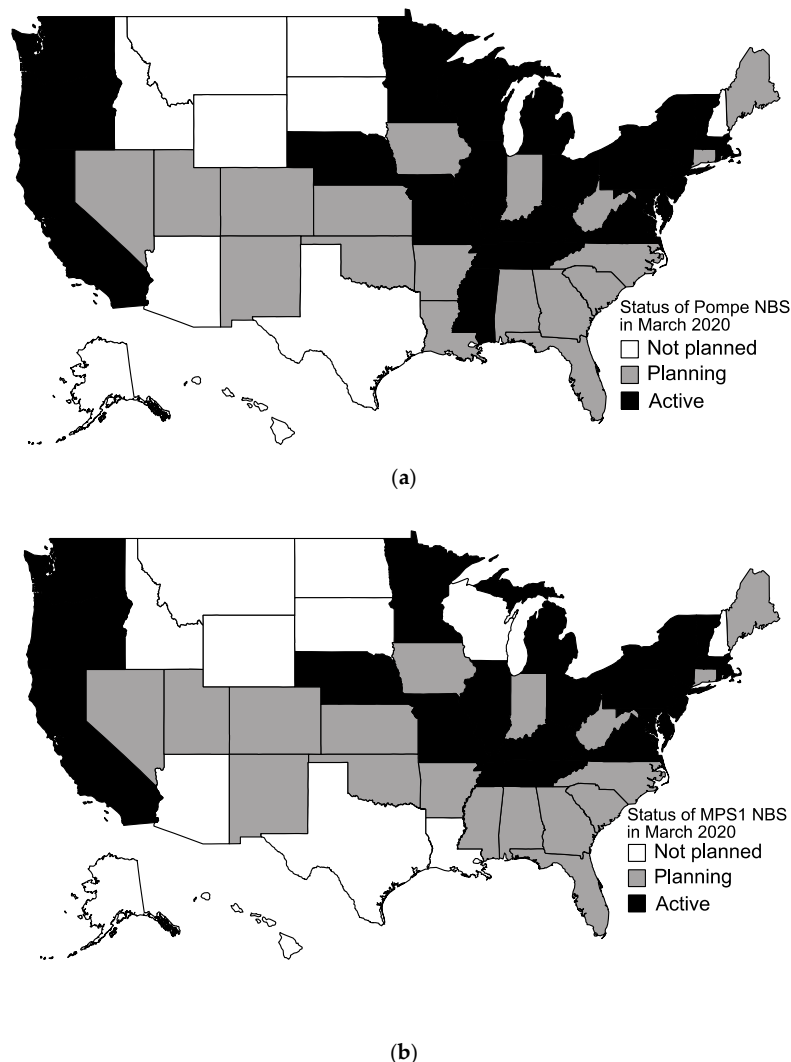 Status of Pompe NBS
in March 2020
Not planned
Planning
Active
(a)
Status of MPS1 NBS
in March 2020
Not planned
Planning
Active
(b)